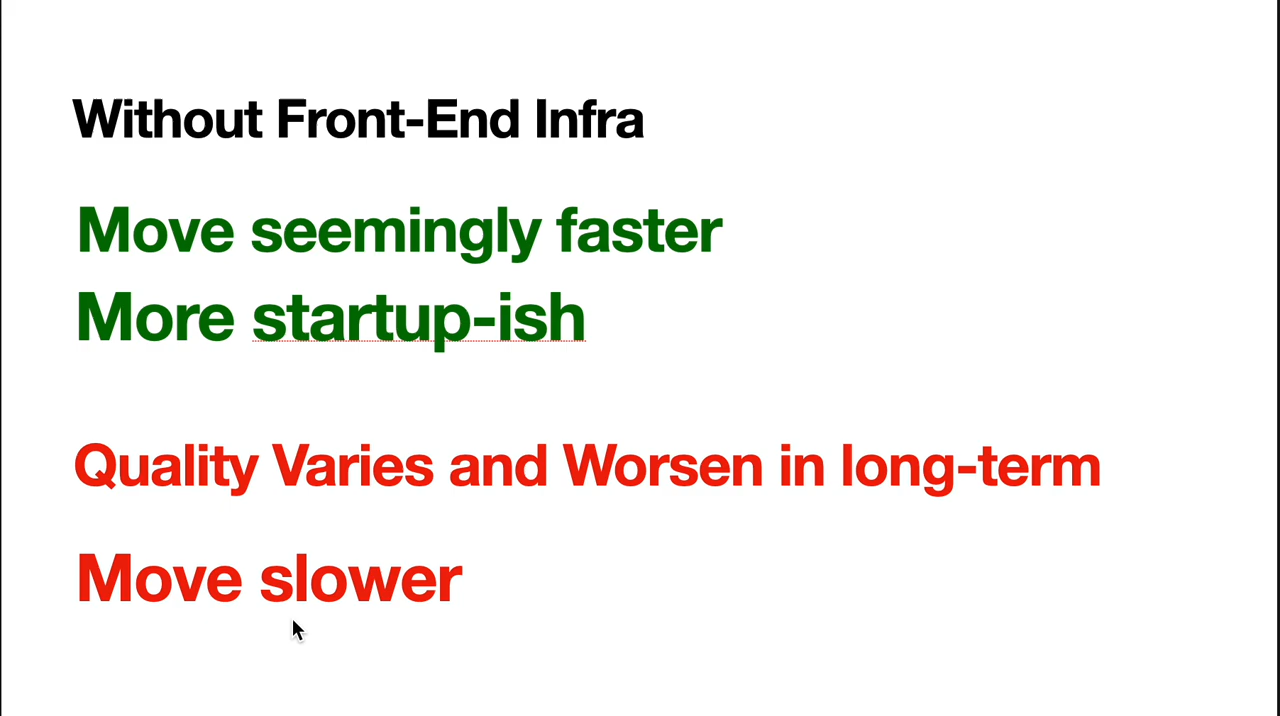 Without Front-End Infra
Move seemingly faster
More startup-ish
Quality Varies and Worsen in long-term
Move slower